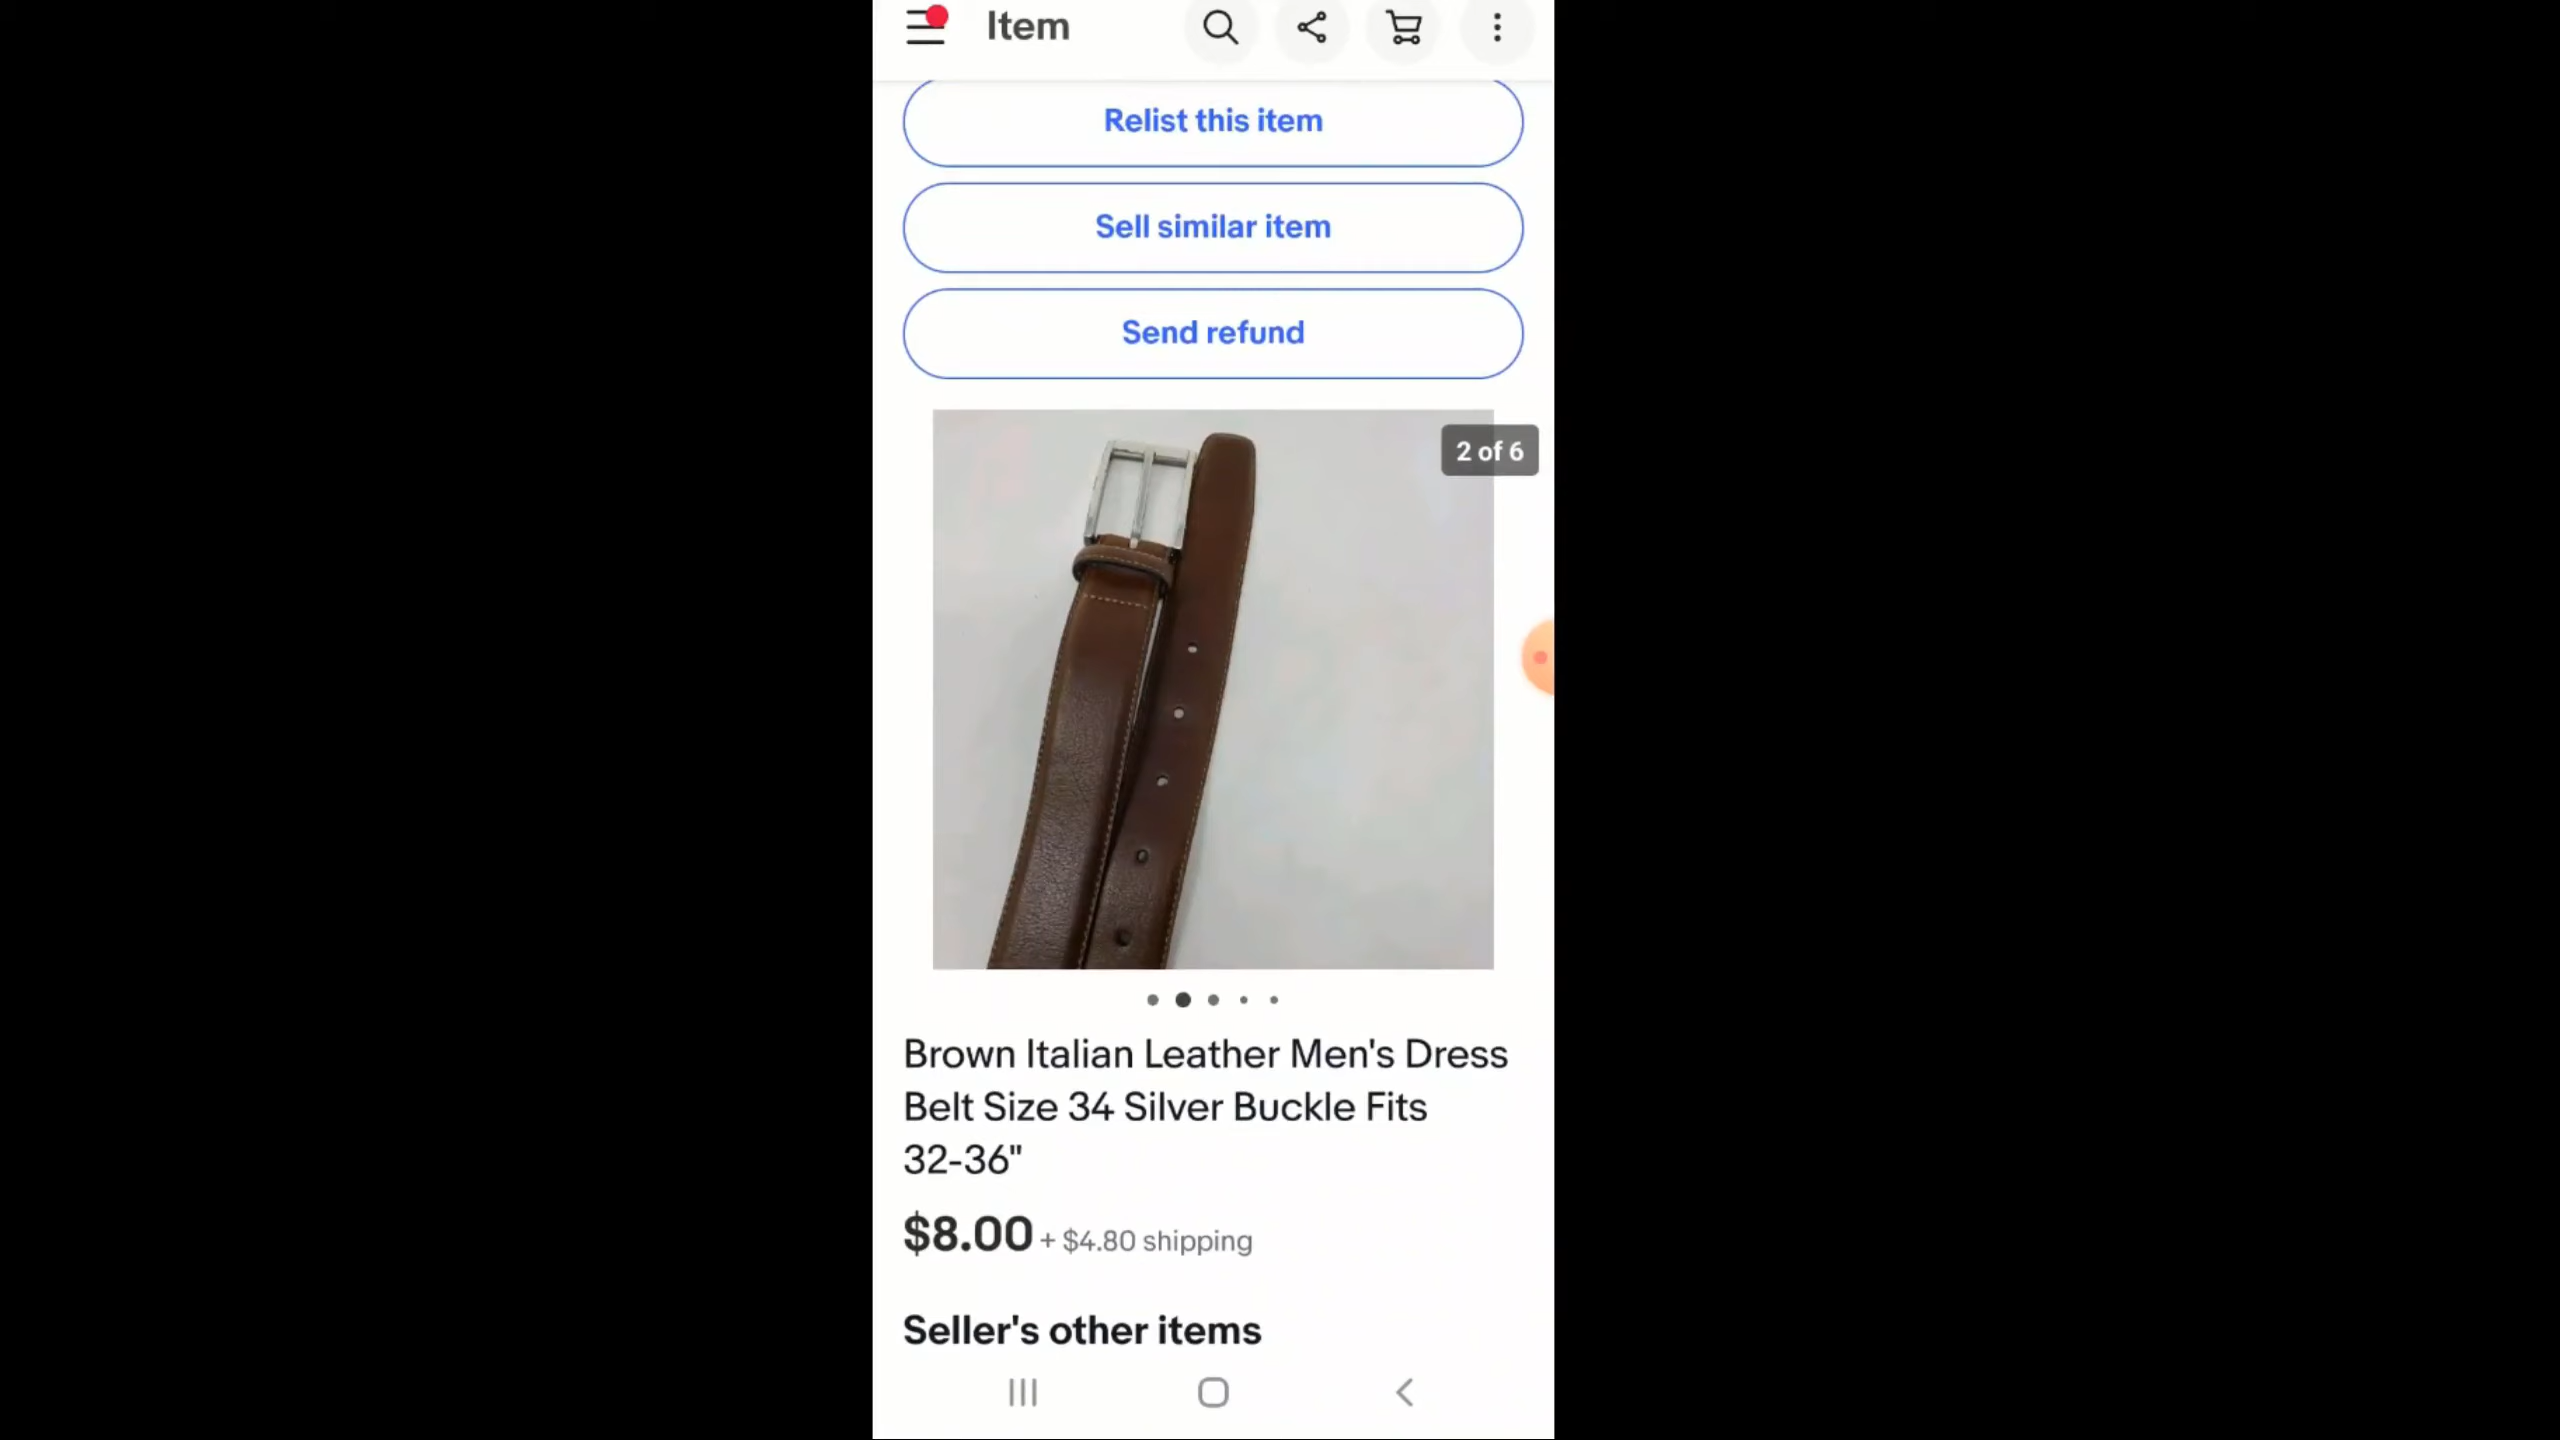 Item
Relist this item
Sell similar item
Send refund
2 of 6
Brown Italian Leather Men's Dress
Belt Size 34 Silver Buckle Fits
32-36"
$8.00 + $4.80 shipping
Seller's other items